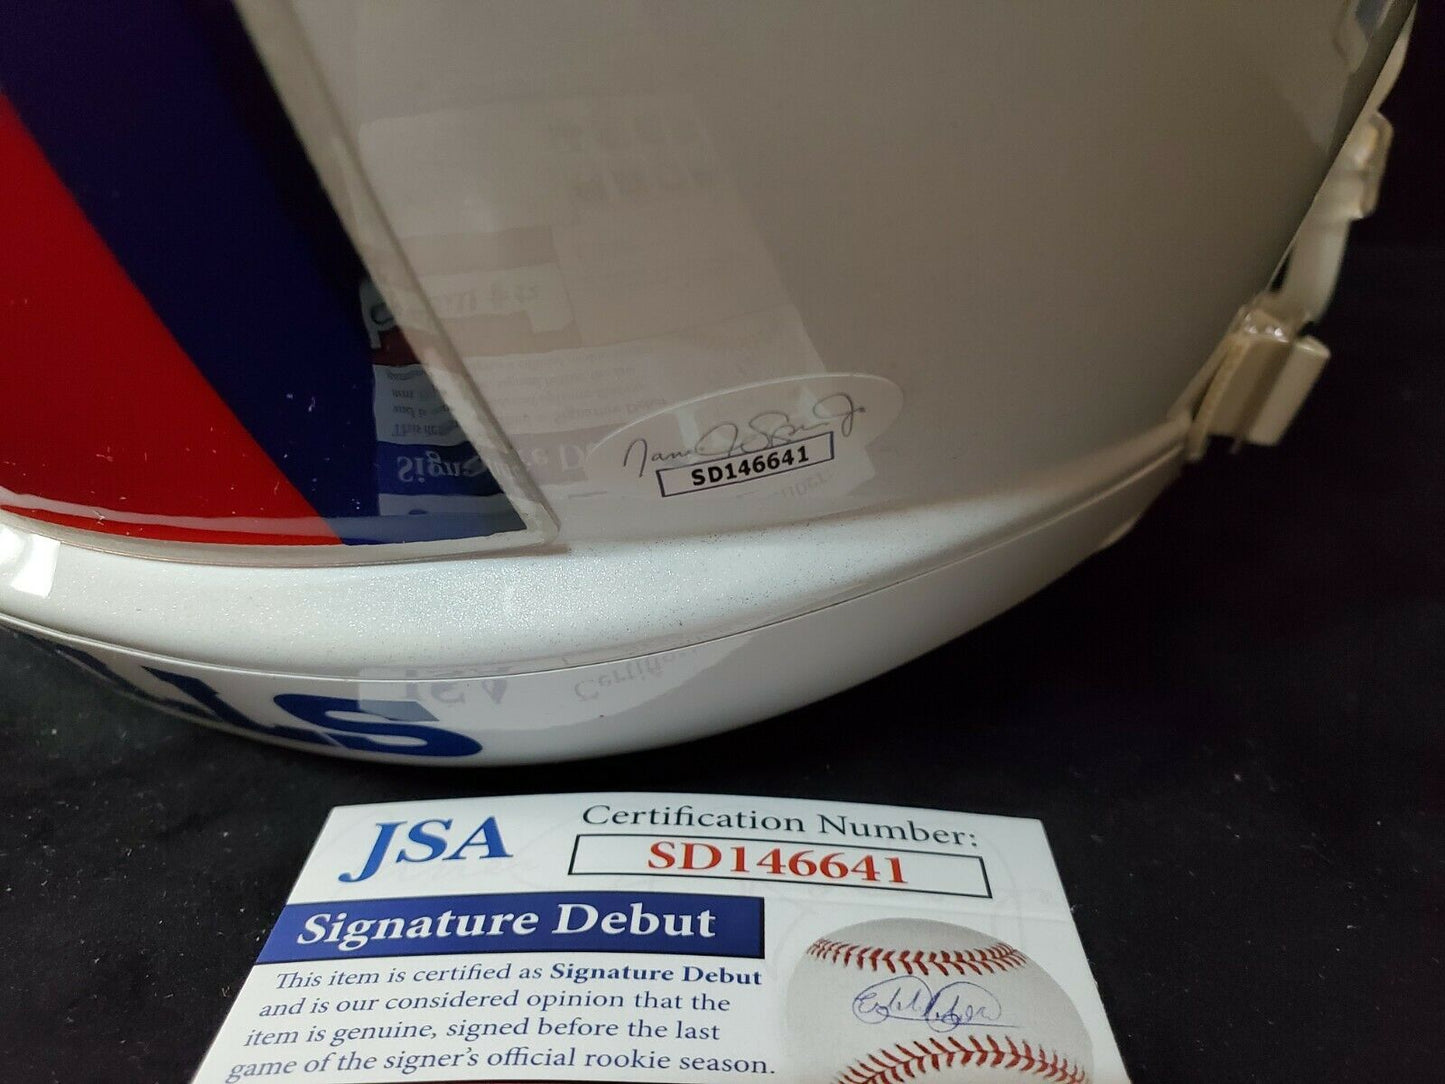 SD146641
LLS
JSA
Certification Number:
SD146641
Signature Debut
This item is certified as Signature Debut
and is our considered opinion that the
item is genuine, signed before the last
game of the signer's official rookie season.